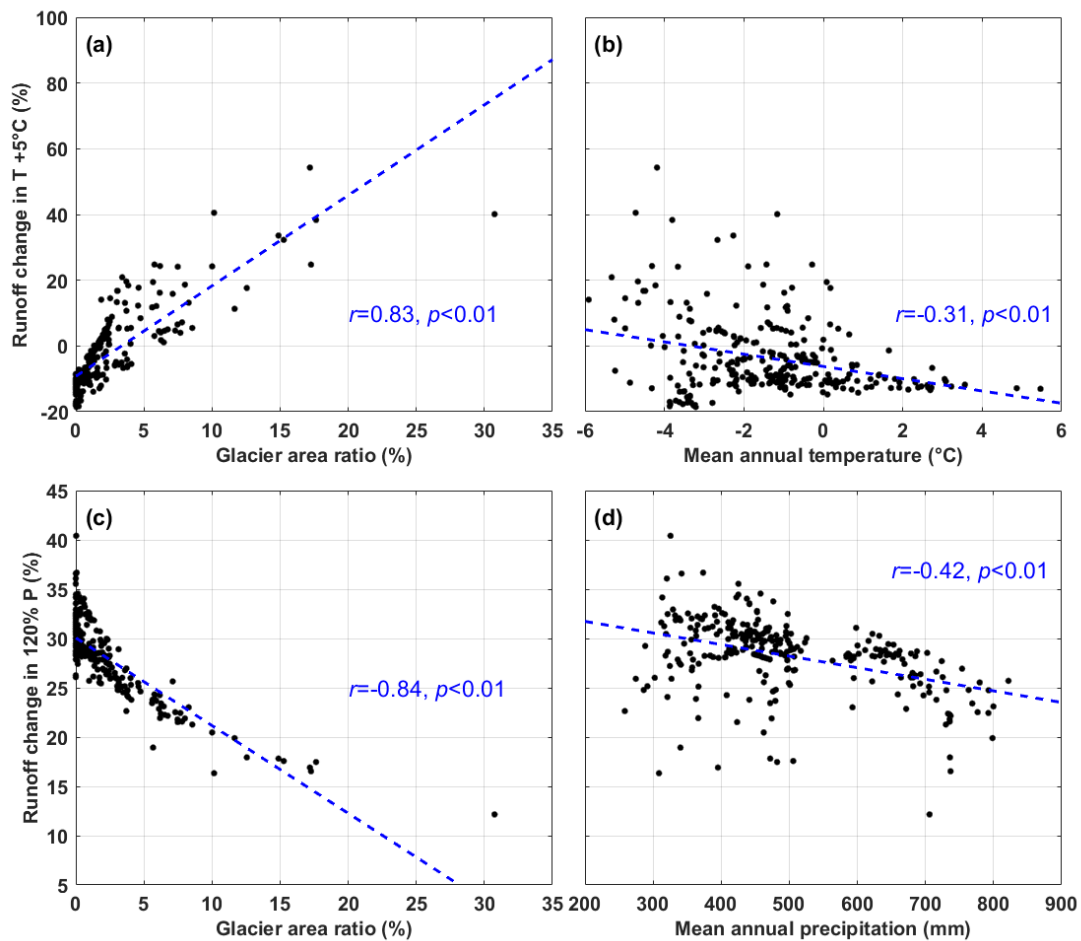 (a)
100
80
60
40
20
0
-20
Runoff change in T +5°C (%)
r=0.83, p<0.01
0 5 10 15 20 25 30 35
Glacier area ratio (%)
(b)
r=-0.31, p<0.01
-6 -4 -2 0 2 4 6
Mean annual temperature (°C)
(c)
45
40
35
30
25
20
15
10
5
Runoff change in 120% P (%)
r=-0.84, p<0.01
0 5 10 15 20 25 30 35
Glacier area ratio (%)
(d)
r=-0.42, p<0.01
200 300 400 500 600 700 800 900
Mean annual precipitation (mm)